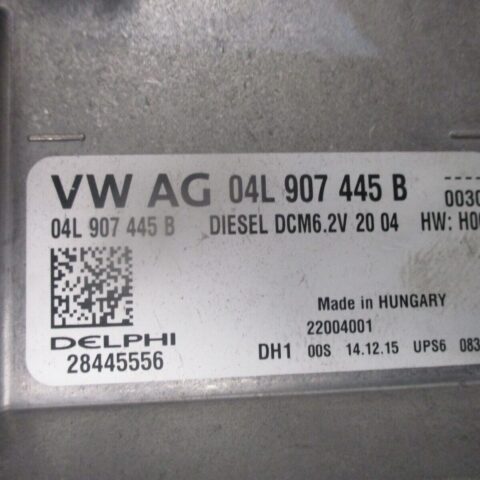 VW AG 04L 907 445 B
04L 907 445 B DIESEL DCM6.2V 20 04 HW:
Made in HUNGARY
22004001
DELPHI
28445556
DH1 00S 14.12.15 UPS6